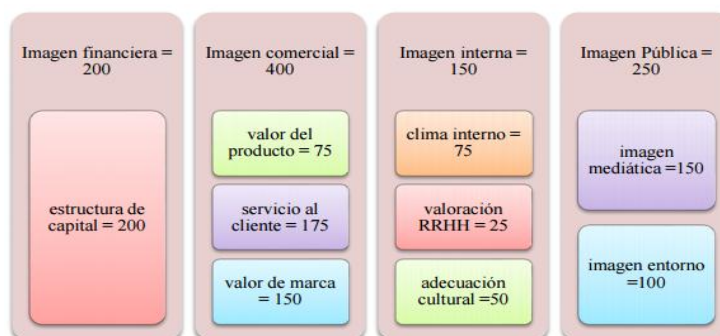 Imagen financiera =
200
estructura de
capital = 200
Imagen comercial =
400
valor del
producto = 75
servicio al
cliente = 175
valor de marca
= 150
Imagen interna =
150
clima interno =
75
valoración
RRHH = 25
adecuación
cultural =50
Imagen Pública =
250
imagen
mediática =150
imagen entorno
=100